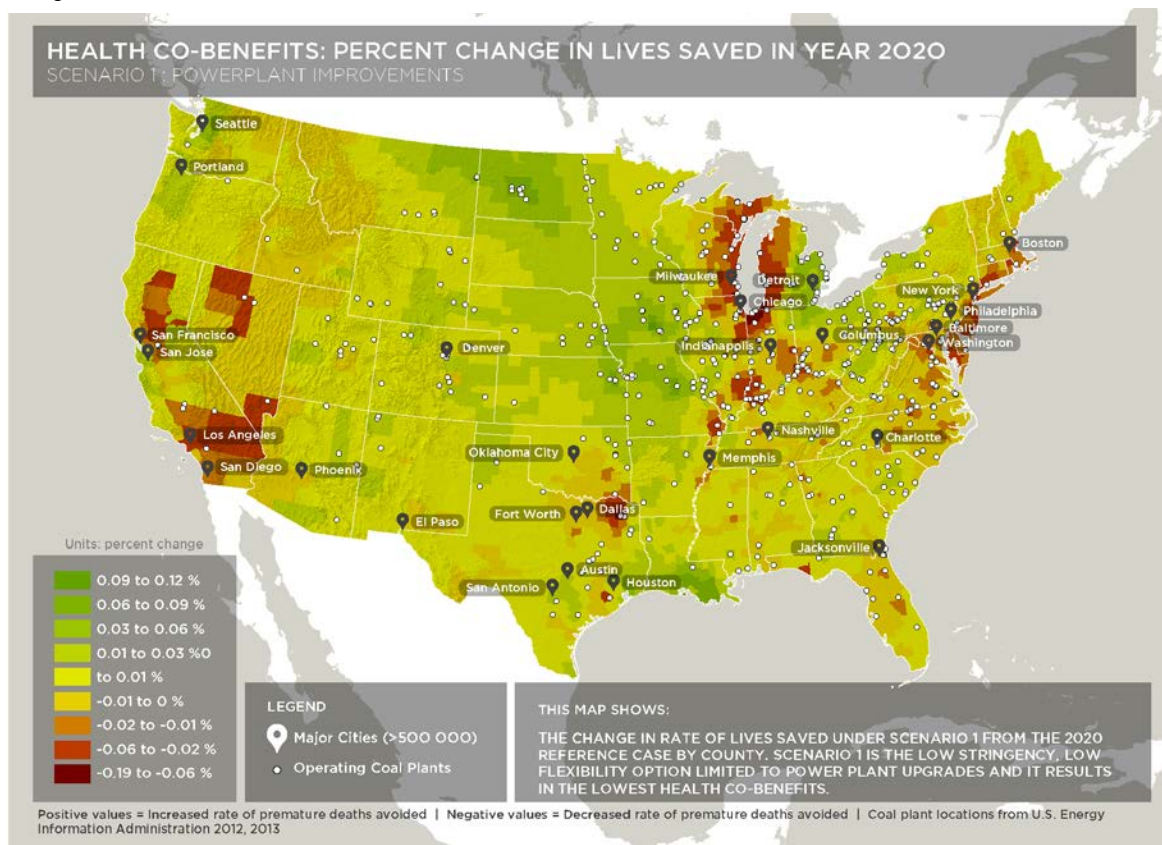 HEALTH CO-BENEFITS: PERCENT CHANGE IN LIVES SAVED IN YEAR 2020
SCENARIO 1 : POWERPLANT IMPROVEMENTS
Seattle
Portland
Boston
Milwaukee
Detroit
New York
Chicago
Philadelphia
San Francisco
Columbus
Baltimore
Indianapolis
Washington
San Jose
Denver
Los Angeles
Nashville
Charlotte
Oklahoma City
Memphis
San Diego
Phoenix
Fort Worth
Dallas
El Paso
Jacksonville
Austin
San Antonio
Houston
Units: percent change
0.09 to 0.12 %
0.06 to 0.09 %
0.03 to 0.06 %
0.01 to 0.03 %0
to 0.01 %
-0.01 to 0 %
-0.02 to -0.01 %
-0.06 to -0.02 %
-0.19 to -0.06 %
LEGEND
Major Cities (>500 000)
Operating Coal Plants
THIS MAP SHOWS:
THE CHANGE IN RATE OF LIVES SAVED UNDER SCENARIO 1 FROM THE 2020
REFERENCE CASE BY COUNTY. SCENARIO 1 IS THE LOW STRINGENCY, LOW
FLEXIBILITY OPTION LIMITED TO POWER PLANT UPGRADES AND IT RESULTS
IN THE LOWEST HEALTH CO-BENEFITS.
Positive values = Increased rate of premature deaths avoided | Negative values = Decreased rate of premature deaths avoided | Coal plant locations from U.S. Energy
Information Administration 2012, 2013